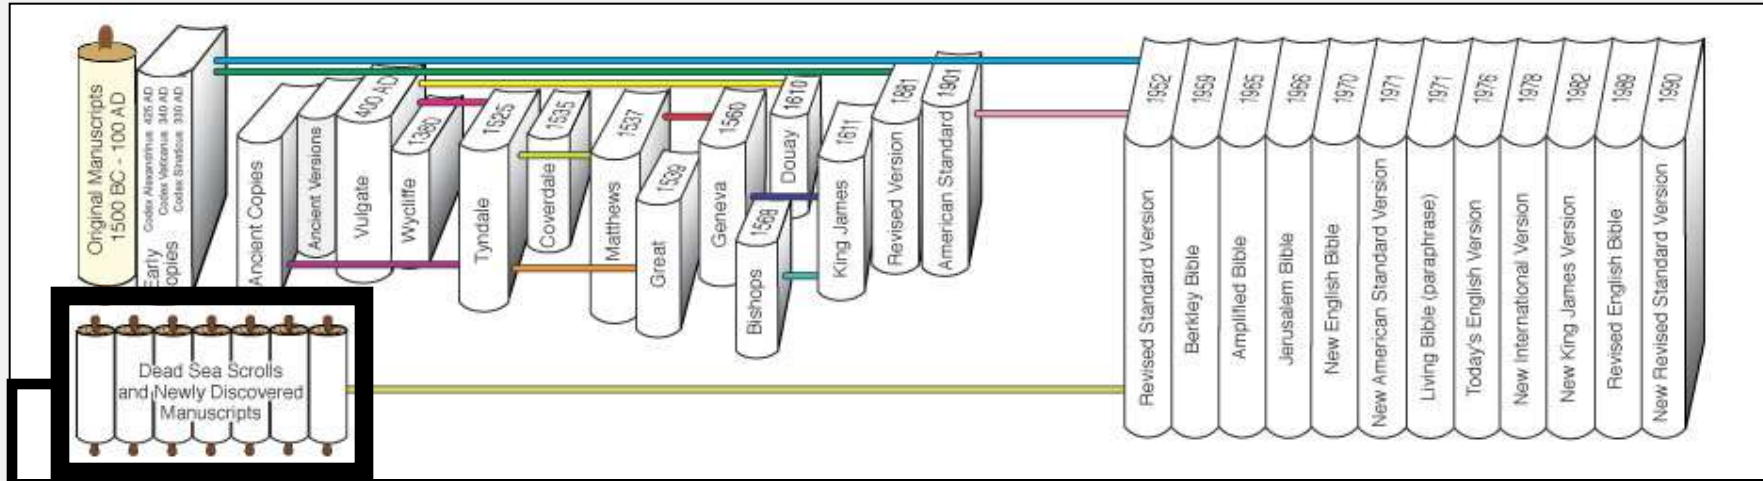 Original Manuscripts
1500 BC - 100 AD
Early
opies
Codex Alexandrinus 425 AD
Codex Vaticanus 340 AD
Codex Sinaticus 330 AD
Ancient Copies
Ancient Versions
Vulgate
400 AD
Wycliffe
1380
Tyndale
1525
Coverdale
1535
Matthews
1537
Great
1539
Geneva
1560
Bishops
1568
Douay
1610
King James
1611
Revised Version
1881
American Standard
1901
Revised Standard Version
1952
Berkley Bible
1959
Amplified Bible
1965
Jerusalem Bible
1966
New English Bible
1970
New American Standard Version
1971
Living Bible (paraphrase)
1971
Today's English Version
1976
New International Version
1978
New King James Version
1982
Revised English Bible
1989
New Revised Standard Version
1990
Dead Sea Scrolls
and Newly Discovered
Manuscripts